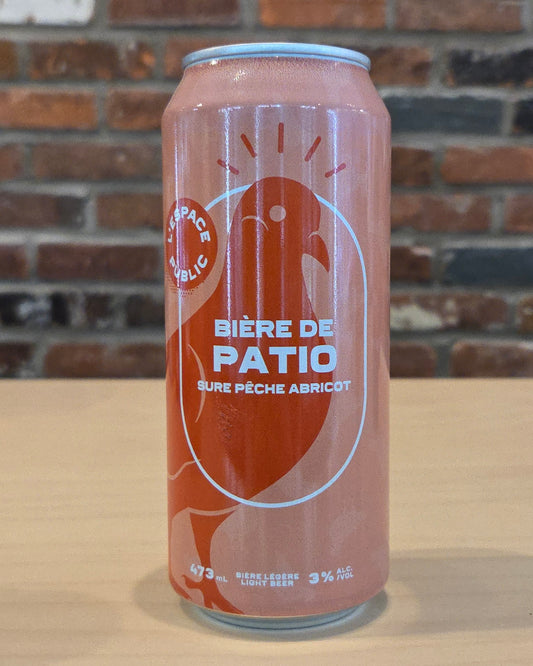 L'ESPACE
PUBLIC
BIÈRE DE
PATIO
SURE PÊCHE ABRICOT
473 mL
BIÈRE LÉGÈRE
LIGHT BEER
3% ALC.
/VOL